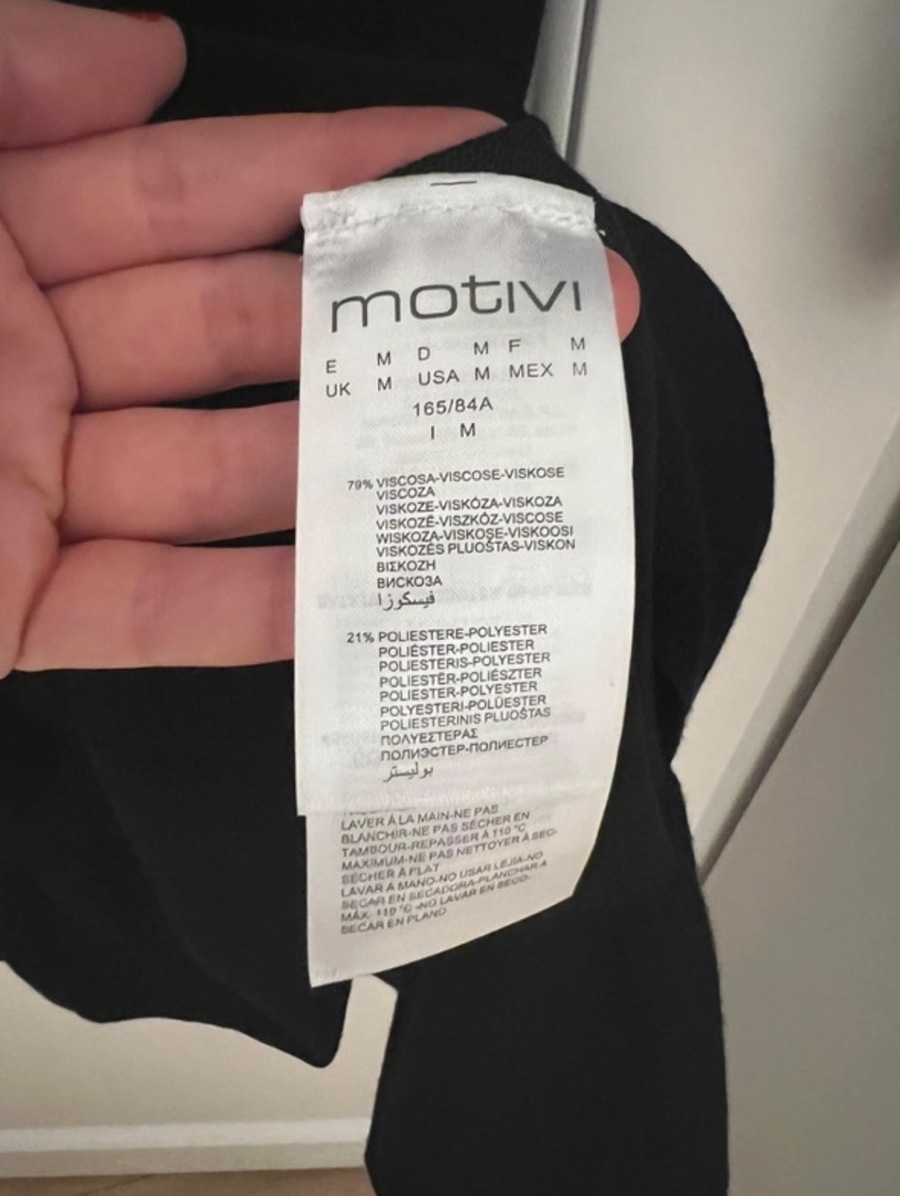 motivi
E M D M F M
UK M USA M MEX M
165/84A
I M
79% VISCOSA-VISCOSE-VISKOSE
VISCOZA
VISKOZE-VISKÓZA-VISKOZA
VISKOZĒ-VISZKÓZ-VISCOSE
WISKOZA-VISKOSE-VISKOOSI
VISKOZĖS PLUOŠTAS-VISKON
ΒΙΣΚΟΖΗ
ВИСКОЗА
فيسكوزا
21% POLIESTERE-POLYESTER
POLIÉSTER-POLIESTER
POLIESTERIS-POLYESTER
POLIESTĒR-POLIÉSZTER
POLIESTER-POLYESTER
POLYESTERI-POLÜESTER
POLIESTERINIS PLUOŠTAS
ΠΟΛΥΕΣΤΕΡΑΣ
ПОЛИЭСТЕР-ПОЛИЕСТЕР
بوليستر
LAVER À LA MAIN-NE PAS
BLANCHIR-NE PAS SÉCHER EN
TAMBOUR-REPASSER À 110 °C
MAXIMUM-NE PAS NETTOYER À SEC-
SÉCHER À PLAT
LAVAR A MANO-NO USAR LEJIA-NO
SECAR EN SECADORA-PLANCHAR A
MÁX. 110 °C -NO LAVAR EN SECO-
SECAR EN PLANO